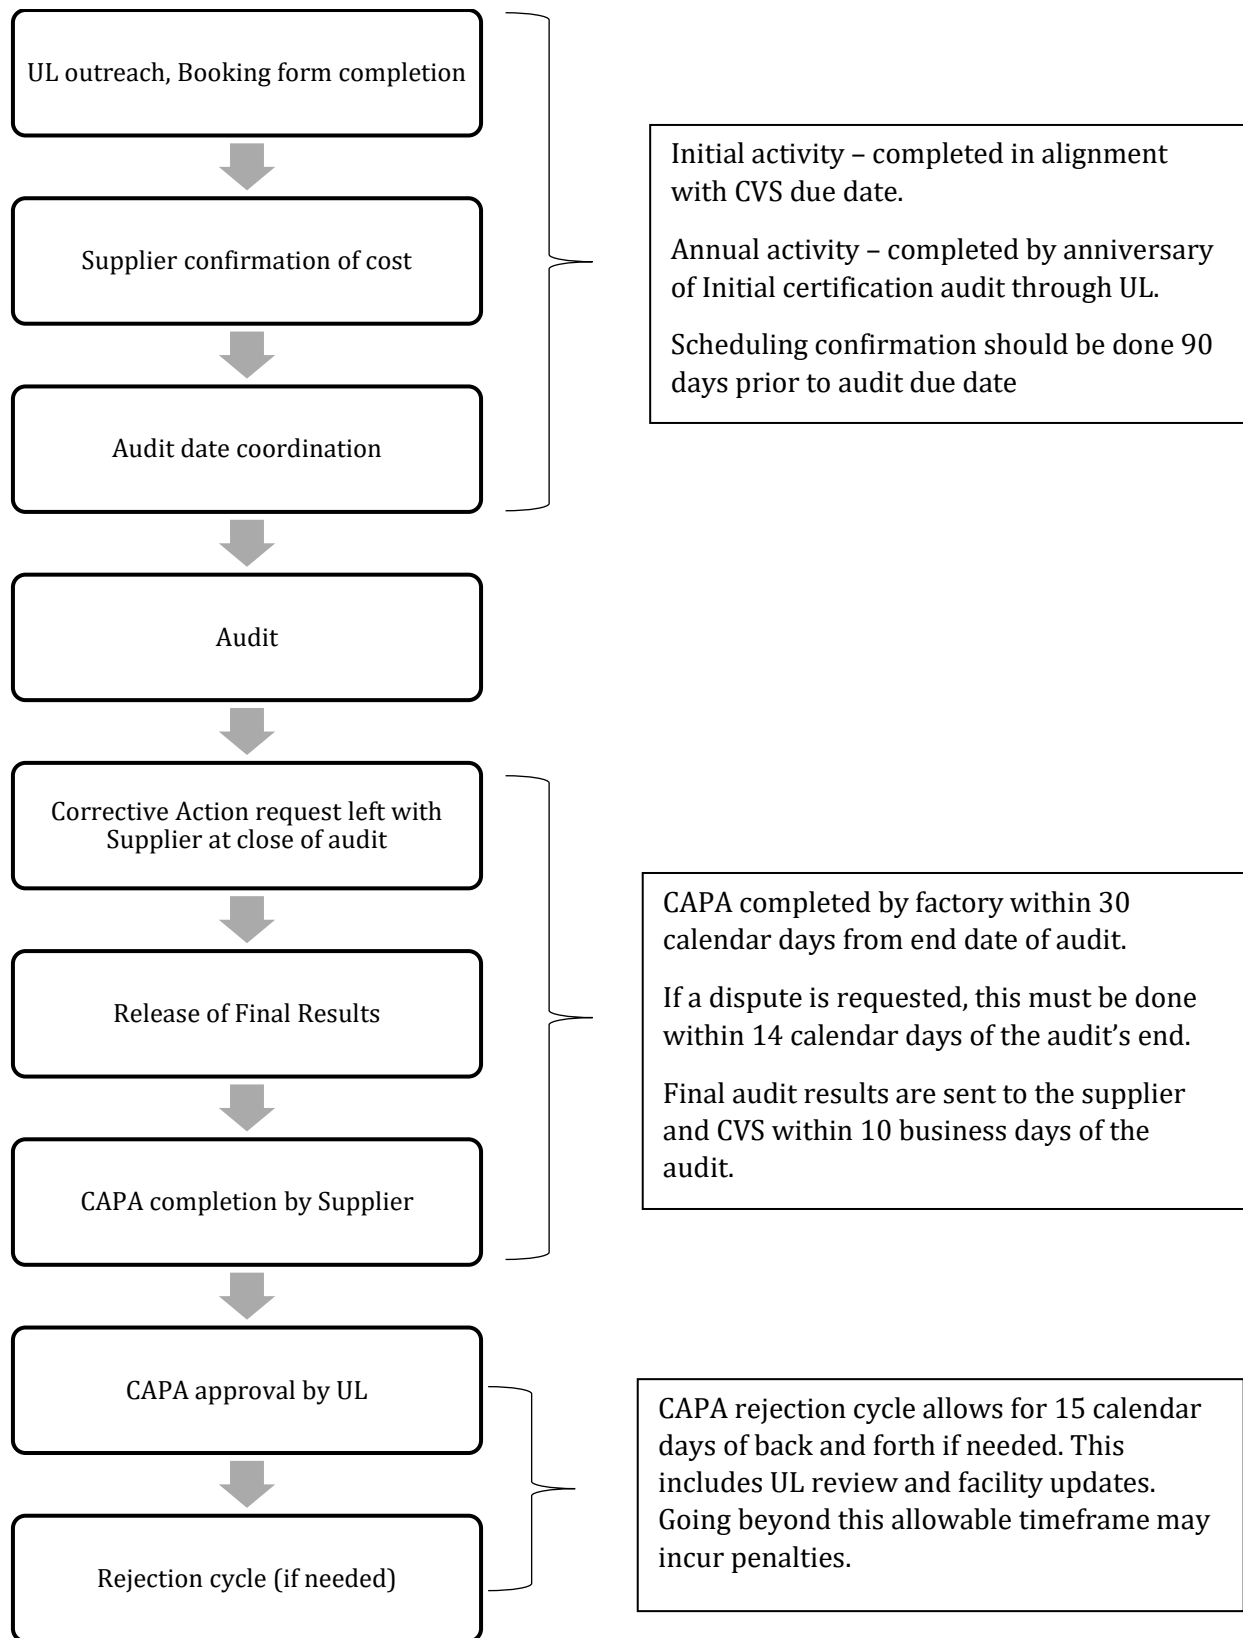 UL outreach, Booking form completion
Supplier confirmation of cost
Audit date coordination
Initial activity – completed in alignment
with CVS due date.
Annual activity – completed by anniversary
of Initial certification audit through UL.
Scheduling confirmation should be done 90
days prior to audit due date
Audit
Corrective Action request left with
Supplier at close of audit
Release of Final Results
CAPA completion by Supplier
CAPA completed by factory within 30
calendar days from end date of audit.
If a dispute is requested, this must be done
within 14 calendar days of the audit’s end.
Final audit results are sent to the supplier
and CVS within 10 business days of the
audit.
CAPA approval by UL
Rejection cycle (if needed)
CAPA rejection cycle allows for 15 calendar
days of back and forth if needed. This
includes UL review and facility updates.
Going beyond this allowable timeframe may
incur penalties.